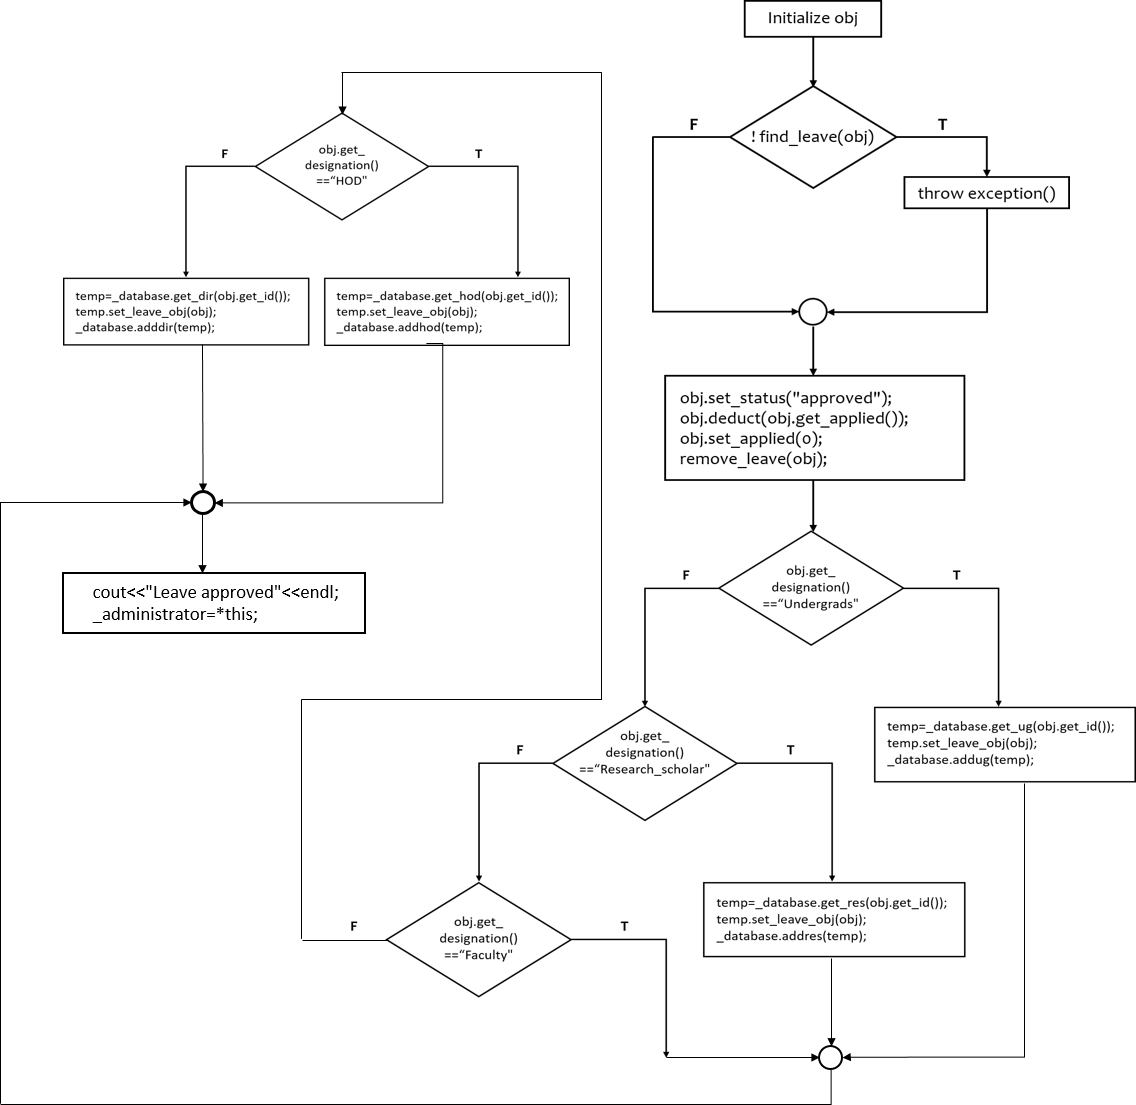 Initialize obj
! find_leave(obj)
F
T
throw exception()
obj.set_status("approved");
obj.deduct(obj.get_applied());
obj.set_applied(0);
remove_leave(obj);
obj.get_
designation()
=="Undergrads"
F
T
temp=_database.get_ug(obj.get_id());
temp.set_leave_obj(obj);
_database.addug(temp);
obj.get_
designation()
=="Research_scholar"
F
T
temp=_database.get_res(obj.get_id());
temp.set_leave_obj(obj);
_database.addres(temp);
obj.get_
designation()
=="Faculty"
F
T
obj.get_
designation()
=="HOD"
F
T
temp=_database.get_dir(obj.get_id());
temp.set_leave_obj(obj);
_database.adddir(temp);
temp=_database.get_hod(obj.get_id());
temp.set_leave_obj(obj);
_database.addhod(temp);
cout<<"Leave approved"<<endl;
_administrator=*this;